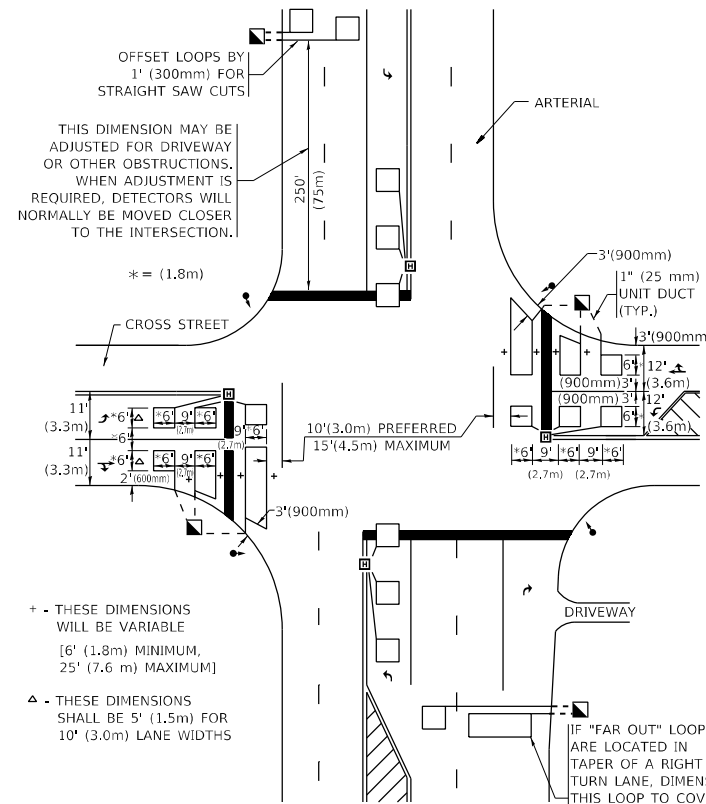 OFFSET LOOPS BY
1' (300mm) FOR
STRAIGHT SAW CUTS
ARTERIAL
THIS DIMENSION MAY BE
ADJUSTED FOR DRIVEWAY
OR OTHER OBSTRUCTIONS.
WHEN ADJUSTMENT IS
REQUIRED, DETECTORS WILL
NORMALLY BE MOVED CLOSER
TO THE INTERSECTION.
250'
(75m)
* = (1.8m)
H
3'(900mm)
1" (25 mm)
UNIT DUCT
(TYP.)
CROSS STREET
3'(900mm
6' 12'
(3.6m)
(900mm) 3'
(900mm) 3' 12'
6'
(3.6m)
H
*6' 9' *6' 9' *6'
(2.7m) (2.7m)
10'(3.0m) PREFERRED
15'(4.5m) MAXIMUM
H
11'
(3.3m)
*6'
*6' 9' *6'
(2.7m)
9' *6'
(2.7m)
*6'
11'
(3.3m)
*6'
*6' 9' *6'
(2.7m)
2' (600mm)
3'(900mm)
H
DRIVEWAY
+ - THESE DIMENSIONS
WILL BE VARIABLE
[6' (1.8m) MINIMUM,
25' (7.6 m) MAXIMUM]
△ - THESE DIMENSIONS
SHALL BE 5' (1.5m) FOR
10' (3.0m) LANE WIDTHS
IF "FAR OUT" LOOP
ARE LOCATED IN
TAPER OF A RIGHT
TURN LANE, DIMENS
THIS LOOP TO COV